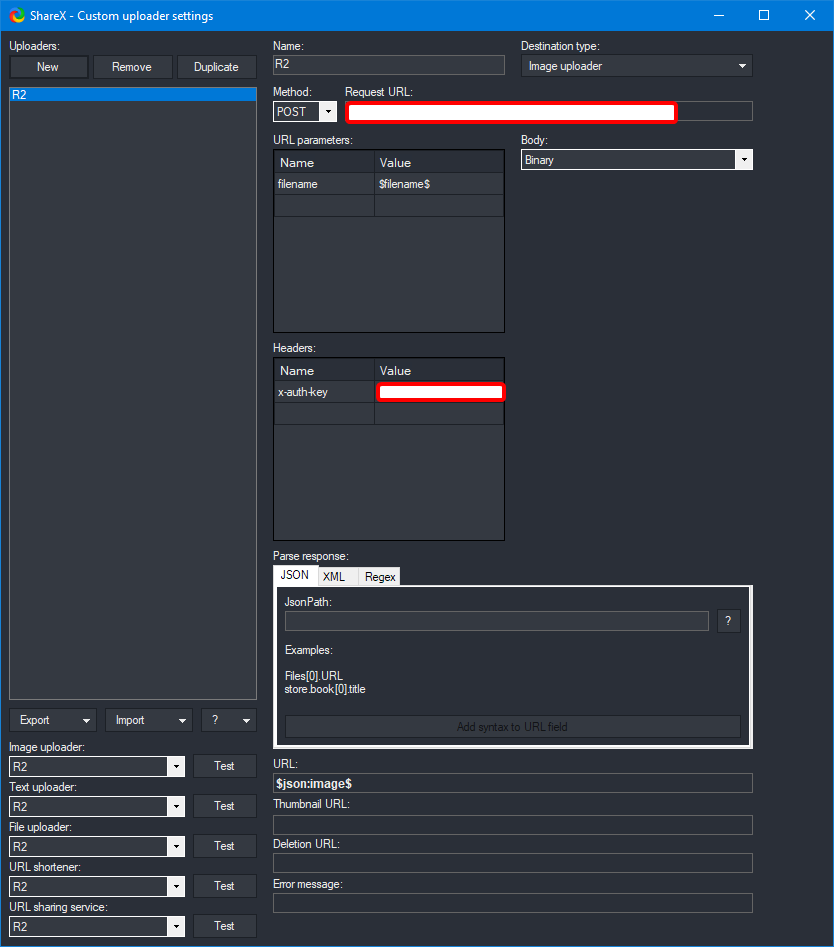 ShareX - Custom uploader settings
Uploaders:
New Remove Duplicate
R2
Name:
R2
Destination type:
Image uploader
Method:
POST
Request URL:
URL parameters:
Name Value
filename $filename$
Body:
Binary
Headers:
Name Value
x-auth-key
Parse response:
JSON XML Regex
JsonPath:
?
Examples:
Files[0].URL
store.book[0].title
Add syntax to URL field
Export Import ?
Image uploader:
R2 Test
Text uploader:
R2 Test
File uploader:
R2 Test
URL shortener:
R2 Test
URL sharing service:
R2 Test
URL:
$json:image$
Thumbnail URL:
Deletion URL:
Error message: